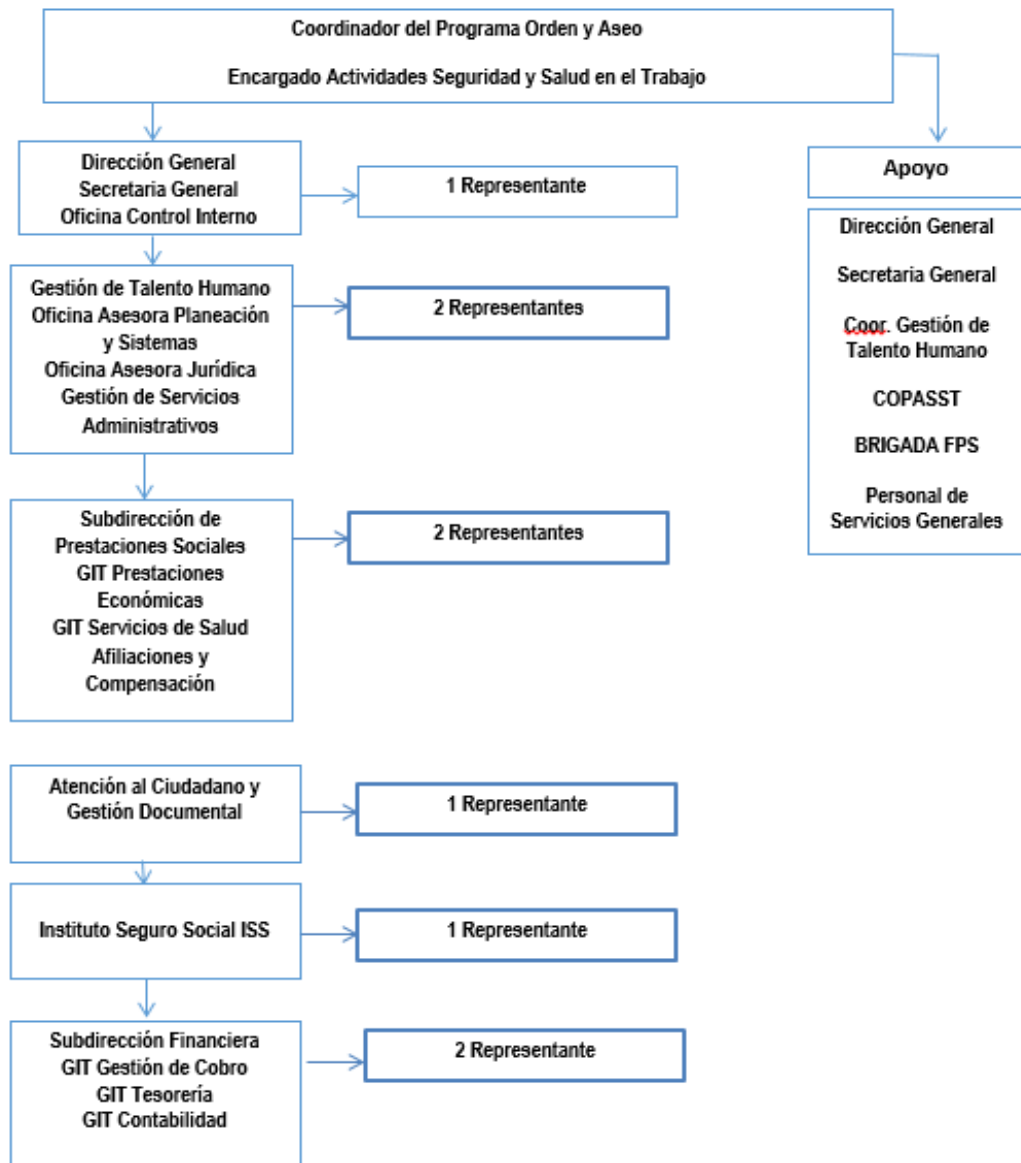 Coordinador del Programa Orden y Aseo
Encargado Actividades Seguridad y Salud en el Trabajo
Dirección General
Secretaria General
Oficina Control Interno
1 Representante
Apoyo
Dirección General
Secretaria General
Coor. Gestión de
Talento Humano
COPASST
BRIGADA FPS
Personal de
Servicios Generales
Gestión de Talento Humano
Oficina Asesora Planeación
y Sistemas
Oficina Asesora Jurídica
Gestión de Servicios
Administrativos
2 Representantes
Subdirección de
Prestaciones Sociales
GIT Prestaciones
Económicas
GIT Servicios de Salud
Afiliaciones y
Compensación
2 Representantes
Atención al Ciudadano y
Gestión Documental
1 Representante
Instituto Seguro Social ISS
1 Representante
Subdirección Financiera
GIT Gestión de Cobro
GIT Tesorería
GIT Contabilidad
2 Representante